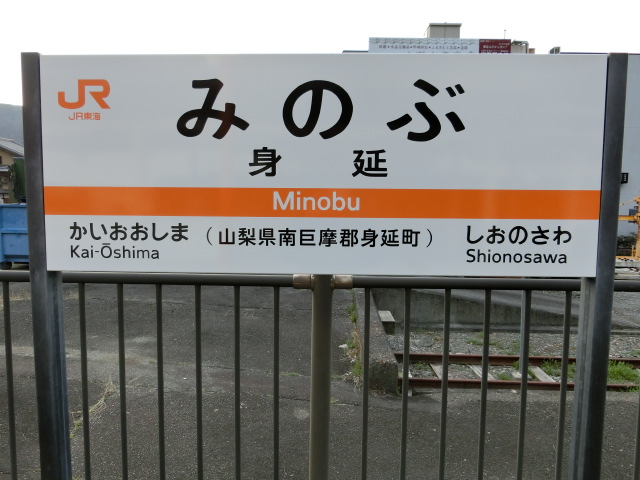 JR
JR東海
みのぶ
身延
Minobu
かいおおしま
Kai-Ōshima
(山梨県南巨摩郡身延町)
しおのさわ
Shionosawa